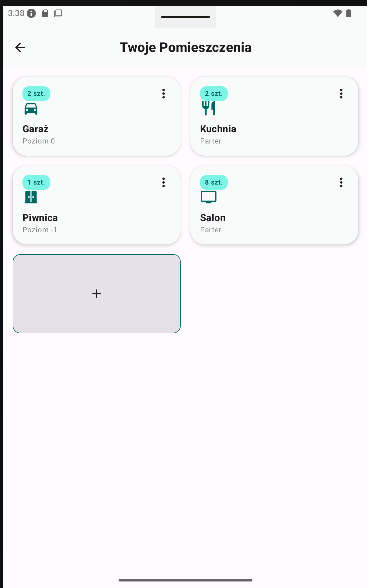 3:38
Twoje Pomieszczenia
2 szt.
Garaż
Poziom 0
2 szt.
Kuchnia
Parter
1 szt.
Piwnica
Poziom -1
8 szt.
Salon
Parter
+